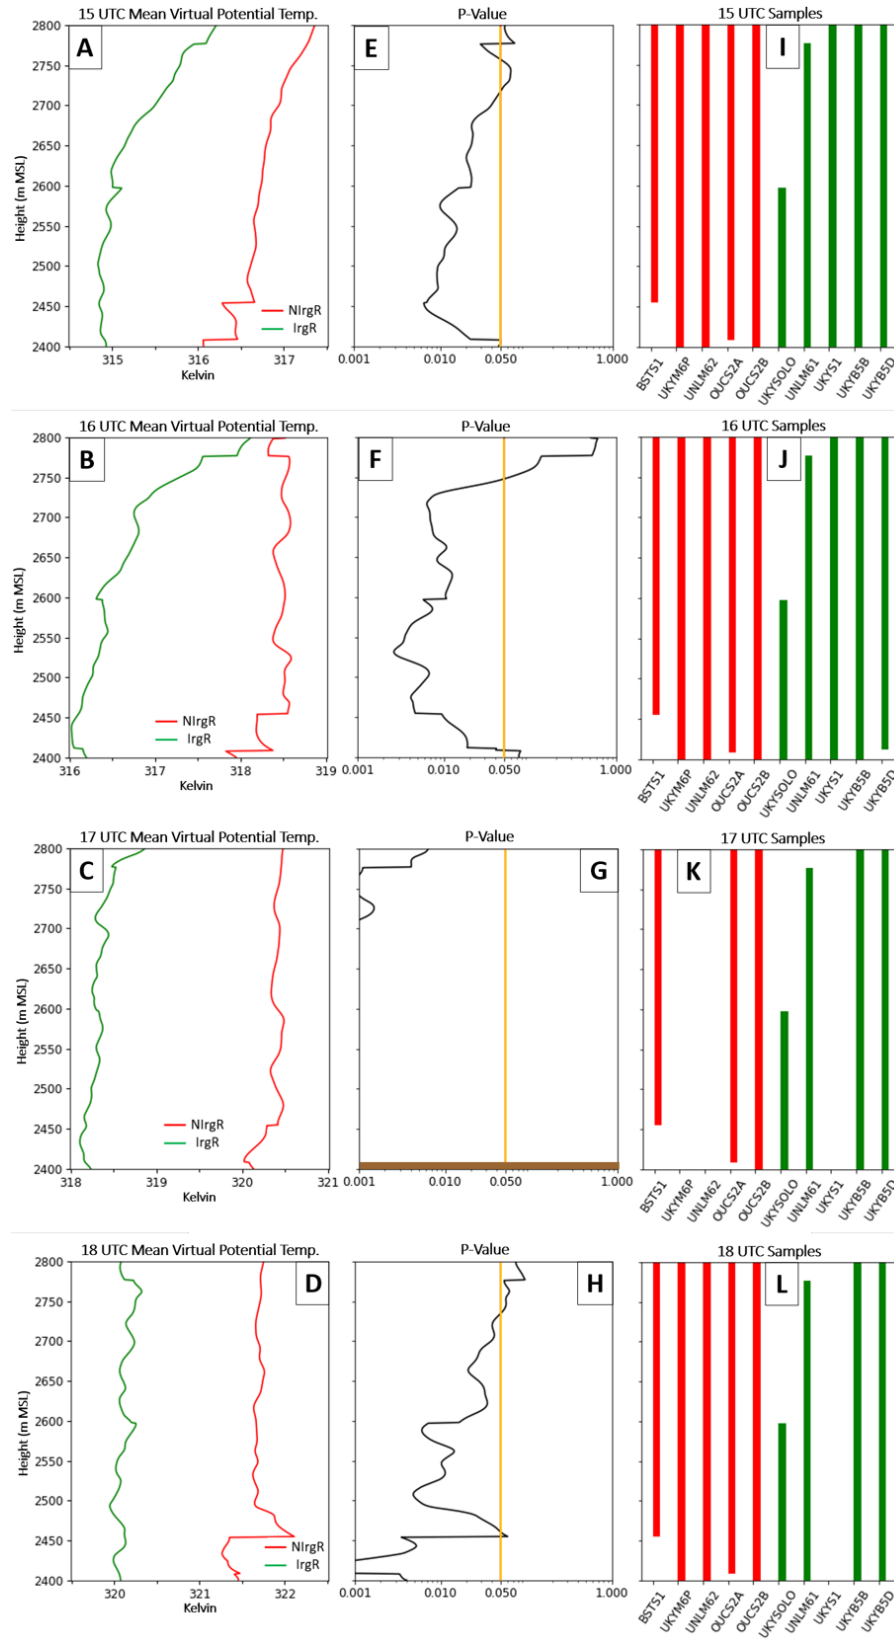 15 UTC Mean Virtual Potential Temp.
P-Value
15 UTC Samples
A
E
I
2800
2750
2700
2650
2600
2550
2500
2450
2400
Height (m MSL)
NIrgR
IrgR
315
316
317
Kelvin
0.001
0.010
0.050
1.000
BSTS1
UKYM6P
UNLM62
OUCS2A
OUCS2B
UKYSOLO
UNLM61
UKYS1
UKYB5B
UKYB5D
16 UTC Mean Virtual Potential Temp.
P-Value
16 UTC Samples
B
F
J
2800
2750
2700
2650
2600
2550
2500
2450
2400
Height (m MSL)
NIrgR
IrgR
316
317
318
319
Kelvin
0.001
0.010
0.050
1.000
BSTS1
UKYM6P
UNLM62
OUCS2A
OUCS2B
UKYSOLO
UNLM61
UKYS1
UKYB5B
UKYB5D
17 UTC Mean Virtual Potential Temp.
P-Value
17 UTC Samples
C
G
K
2800
2750
2700
2650
2600
2550
2500
2450
2400
Height (m MSL)
NIrgR
IrgR
318
319
320
321
Kelvin
0.001
0.010
0.050
1.000
BSTS1
UKYM6P
UNLM62
OUCS2A
OUCS2B
UKYSOLO
UNLM61
UKYS1
UKYB5B
UKYB5D
18 UTC Mean Virtual Potential Temp.
P-Value
18 UTC Samples
D
H
L
2800
2750
2700
2650
2600
2550
2500
2450
2400
Height (m MSL)
NIrgR
IrgR
320
321
322
Kelvin
0.001
0.010
0.050
1.000
BSTS1
UKYM6P
UNLM62
OUCS2A
OUCS2B
UKYSOLO
UNLM61
UKYS1
UKYB5B
UKYB5D